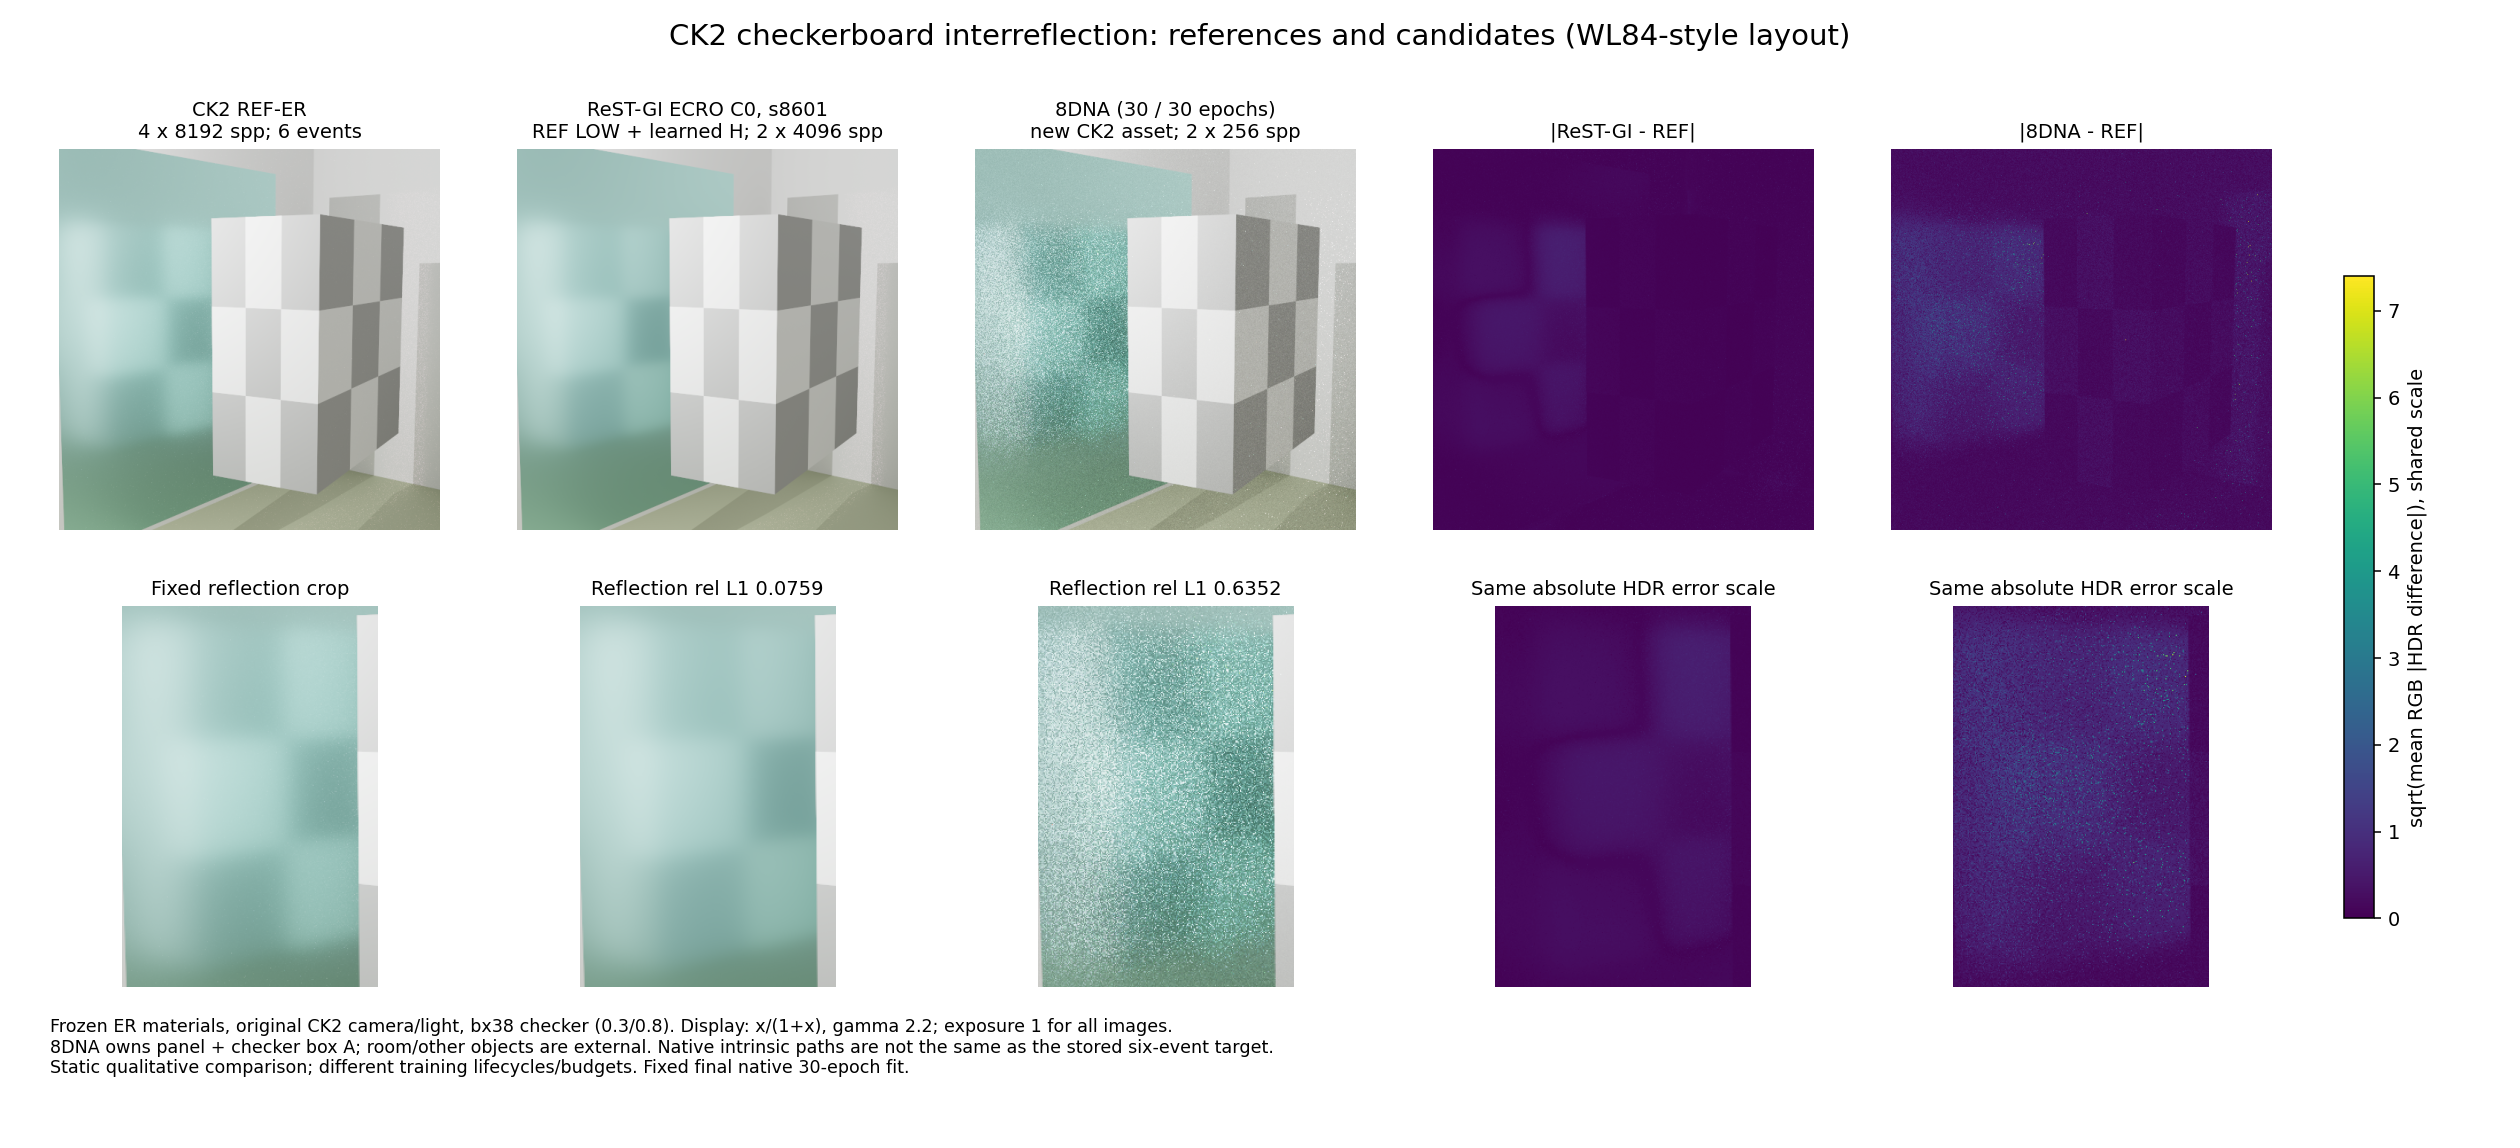 CK2 checkerboard interreflection: references and candidates (WL84-style layout)
CK2 REF-ER
4 x 8192 spp; 6 events
ReST-GI ECRO C0, s8601
REF LOW + learned H; 2 x 4096 spp
8DNA (30 / 30 epochs)
new CK2 asset; 2 x 256 spp
|ReST-GI - REF|
|8DNA - REF|
Fixed reflection crop
Reflection rel L1 0.0759
Reflection rel L1 0.6352
Same absolute HDR error scale
Same absolute HDR error scale
7
6
5
4
3
2
1
0
sqrt(mean RGB |HDR difference|), shared scale
Frozen ER materials, original CK2 camera/light, bx38 checker (0.3/0.8). Display: x/(1+x), gamma 2.2; exposure 1 for all images.
8DNA owns panel + checker box A; room/other objects are external. Native intrinsic paths are not the same as the stored six-event target.
Static qualitative comparison; different training lifecycles/budgets. Fixed final native 30-epoch fit.